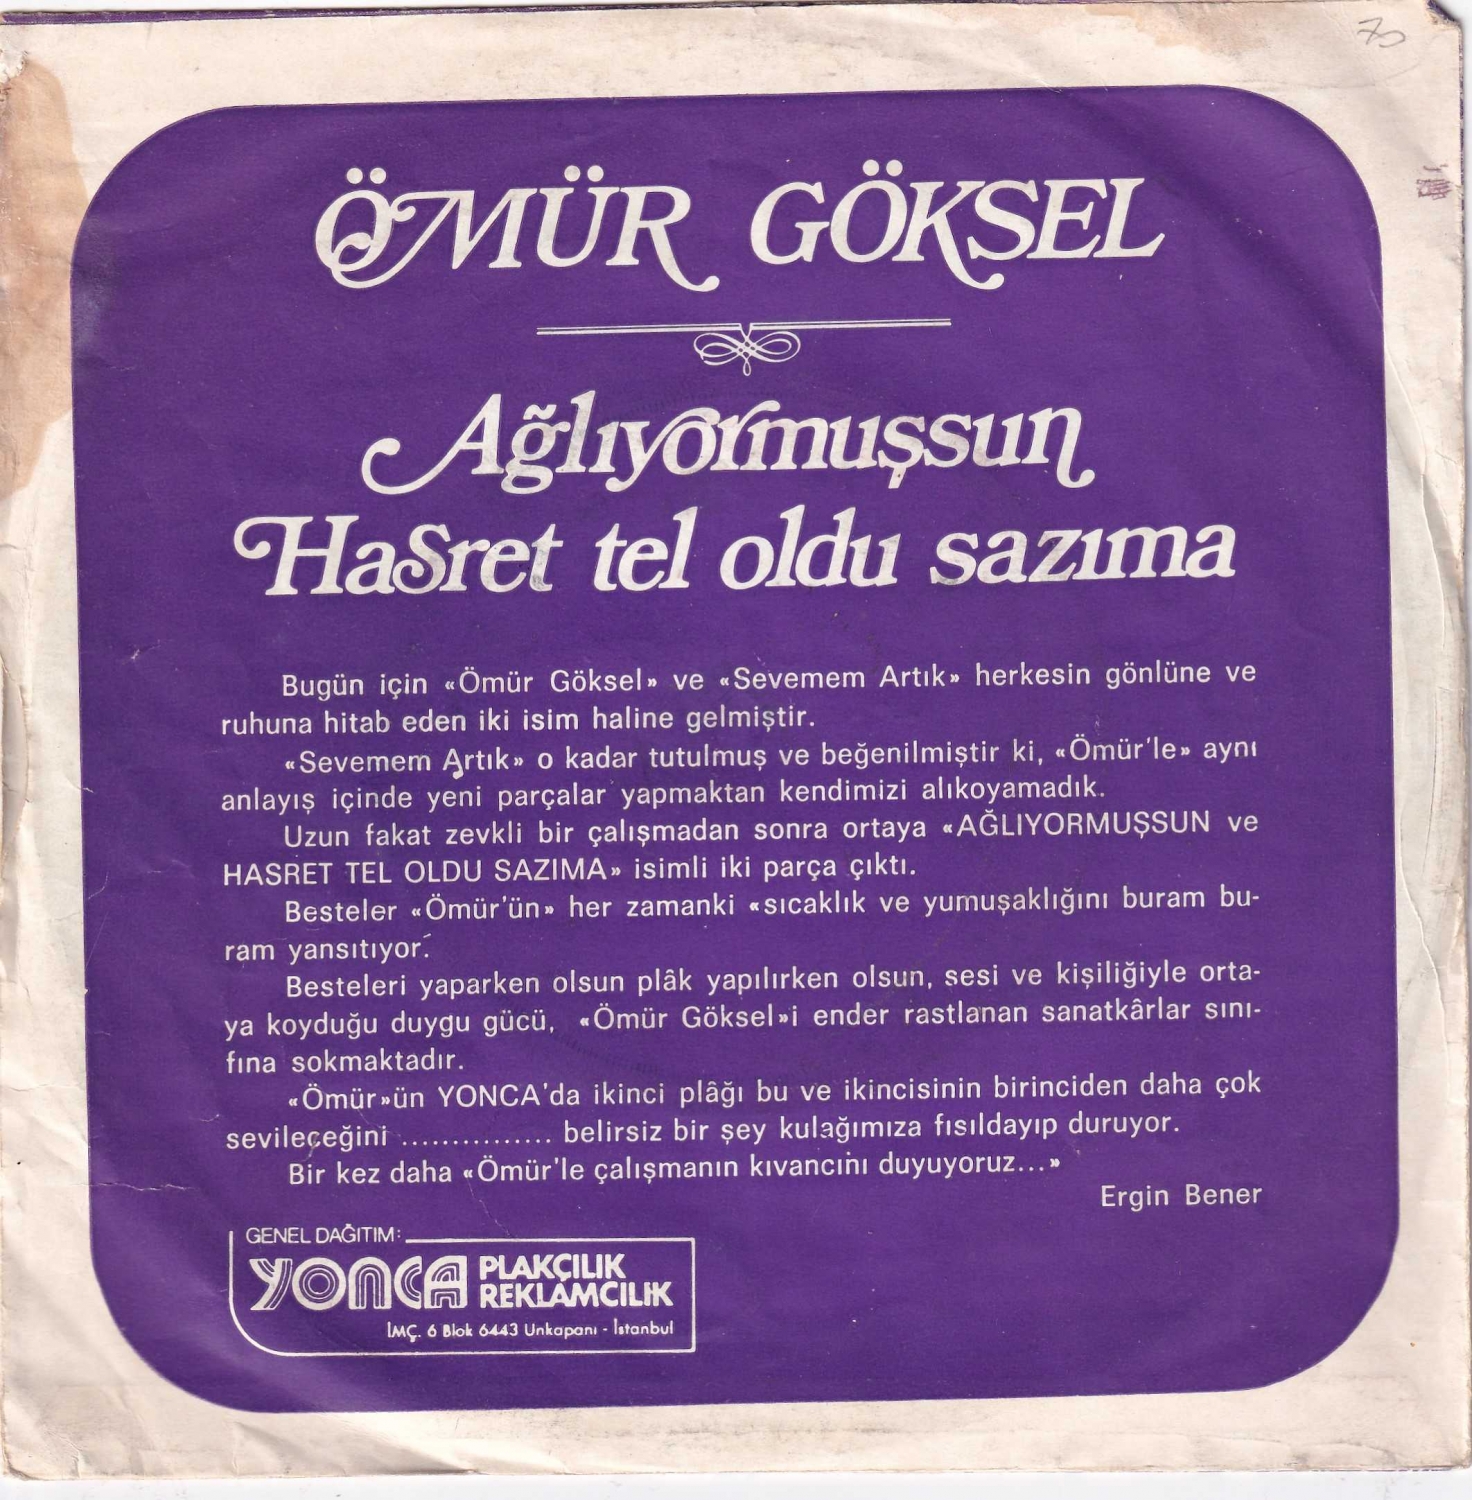 ÖMÜR GÖKSEL
Ağlıyormuşsun
Hasret tel oldu sazıma
Bugün için «Ömür Göksel» ve «Sevemem Artık» herkesin gönlüne ve
ruhuna hitab eden iki isim haline gelmiştir.
«Sevemem Artık» o kadar tutulmuş ve beğenilmiştir ki, «Ömür'le» aynı
anlayış içinde yeni parçalar yapmaktan kendimizi alıkoyamadık.
Uzun fakat zevkli bir çalışmadan sonra ortaya «AĞLIYORMUŞSUN ve
HASRET TEL OLDU SAZIMA» isimli iki parça çıktı.
Besteler «Ömür'ün» her zamanki «sıcaklık ve yumuşaklığını buram bu-
ram yansıtıyor.
Besteleri yaparken olsun plâk yapılırken olsun, sesi ve kişiliğiyle orta-
ya koyduğu duygu gücü, «Ömür Göksel»i ender rastlanan sanatkârlar sını-
fına sokmaktadır.
«Ömür»ün YONCA'da ikinci plâğı bu ve ikincisinin birinciden daha çok
sevileceğini ............... belirsiz bir şey kulağımıza fısıldayıp duruyor.
Bir kez daha «Ömür'le çalışmanın kıvancını duyuyoruz...»
Ergin Bener
GENEL DAĞITIM:
YONCA PLAKÇILIK
REKLAMCILIK
İMÇ. 6 Blok 6443 Unkapanı - İstanbul